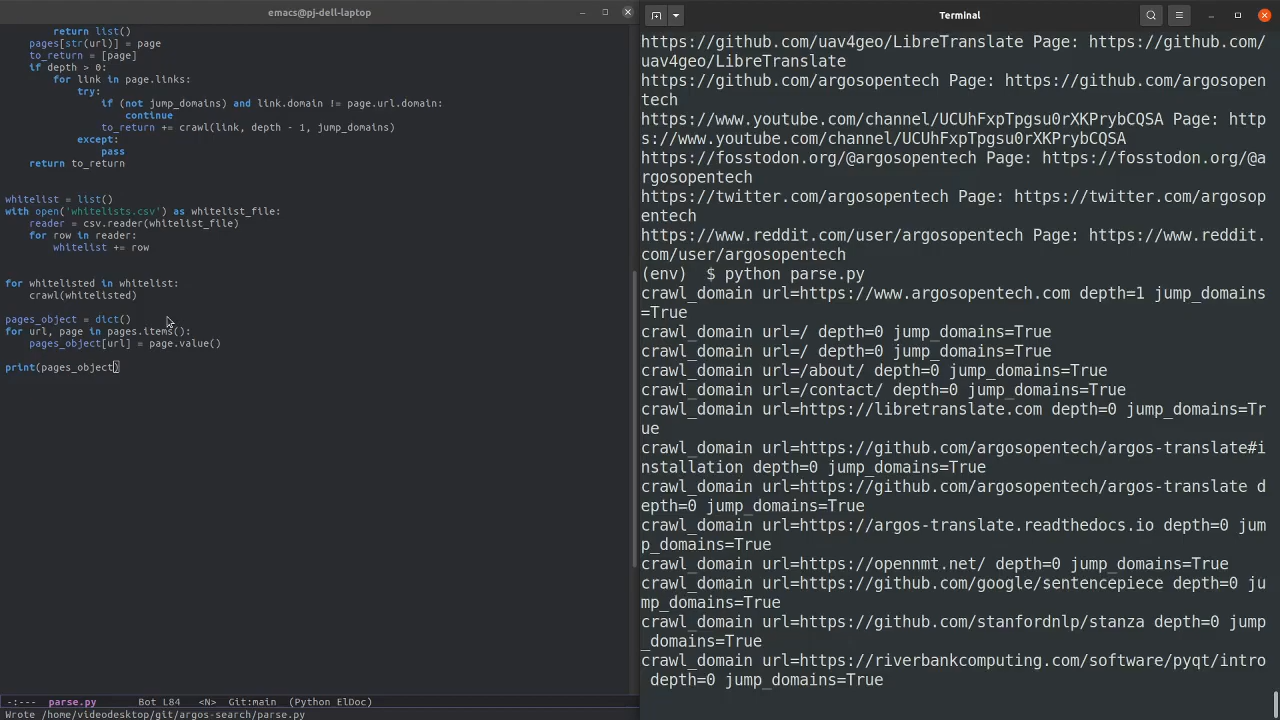 emacs@pj-dell-laptop
return list()
pages[str(url)] = page
to_return = [page]
if depth > 0:
for link in page.links:
try:
if (not jump_domains) and link.domain != page.url.domain:
continue
to_return += crawl(link, depth - 1, jump_domains)
except:
pass
return to_return
whitelist = list()
with open('whitelists.csv') as whitelist_file:
reader = csv.reader(whitelist_file)
for row in reader:
whitelist += row
for whitelisted in whitelist:
crawl(whitelisted)
pages_object = dict()
for url, page in pages.items():
pages_object[url] = page.value()
print(pages_object)
-:--- parse.py Bot L84 <N> Git:main (Python ElDoc)
Wrote /home/videodesktop/git/argos-search/parse.py
Terminal
https://github.com/uav4geo/LibreTranslate Page: https://github.com/
uav4geo/LibreTranslate
https://github.com/argosopentech Page: https://github.com/argosopen
tech
https://www.youtube.com/channel/UCUhFxpTpgsu0rXKPrybCQSA Page: http
s://www.youtube.com/channel/UCUhFxpTpgsu0rXKPrybCQSA
https://fosstodon.org/@argosopentech Page: https://fosstodon.org/@a
rgosopentech
https://twitter.com/argosopentech Page: https://twitter.com/argosop
entech
https://www.reddit.com/user/argosopentech Page: https://www.reddit.
com/user/argosopentech
(env) $ python parse.py
crawl_domain url=https://www.argosopentech.com depth=1 jump_domains
=True
crawl_domain url=/ depth=0 jump_domains=True
crawl_domain url=/ depth=0 jump_domains=True
crawl_domain url=/about/ depth=0 jump_domains=True
crawl_domain url=/contact/ depth=0 jump_domains=True
crawl_domain url=https://libretranslate.com depth=0 jump_domains=Tr
ue
crawl_domain url=https://github.com/argosopentech/argos-translate#i
nstallation depth=0 jump_domains=True
crawl_domain url=https://github.com/argosopentech/argos-translate d
epth=0 jump_domains=True
crawl_domain url=https://argos-translate.readthedocs.io depth=0 jum
p_domains=True
crawl_domain url=https://opennmt.net/ depth=0 jump_domains=True
crawl_domain url=https://github.com/google/sentencepiece depth=0 ju
mp_domains=True
crawl_domain url=https://github.com/stanfordnlp/stanza depth=0 jump
_domains=True
crawl_domain url=https://riverbankcomputing.com/software/pyqt/intro
depth=0 jump_domains=True